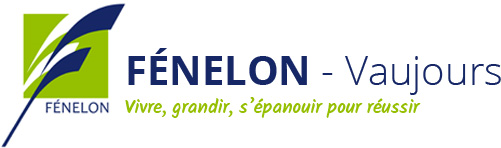 FÉNELON
FÉNELON - Vaujours
Vivre, grandir, s'épanouir pour réussir